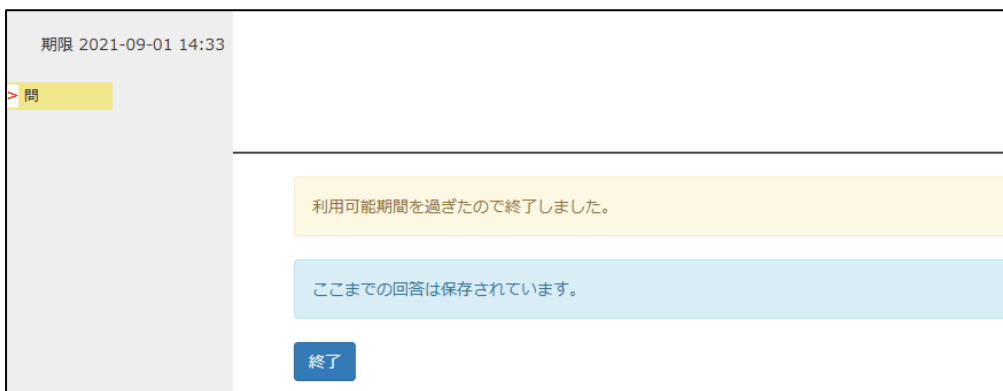 期限 2021-09-01 14:33
> 問
利用可能期間を過ぎたので終了しました。
ここまでの回答は保存されています。
終了